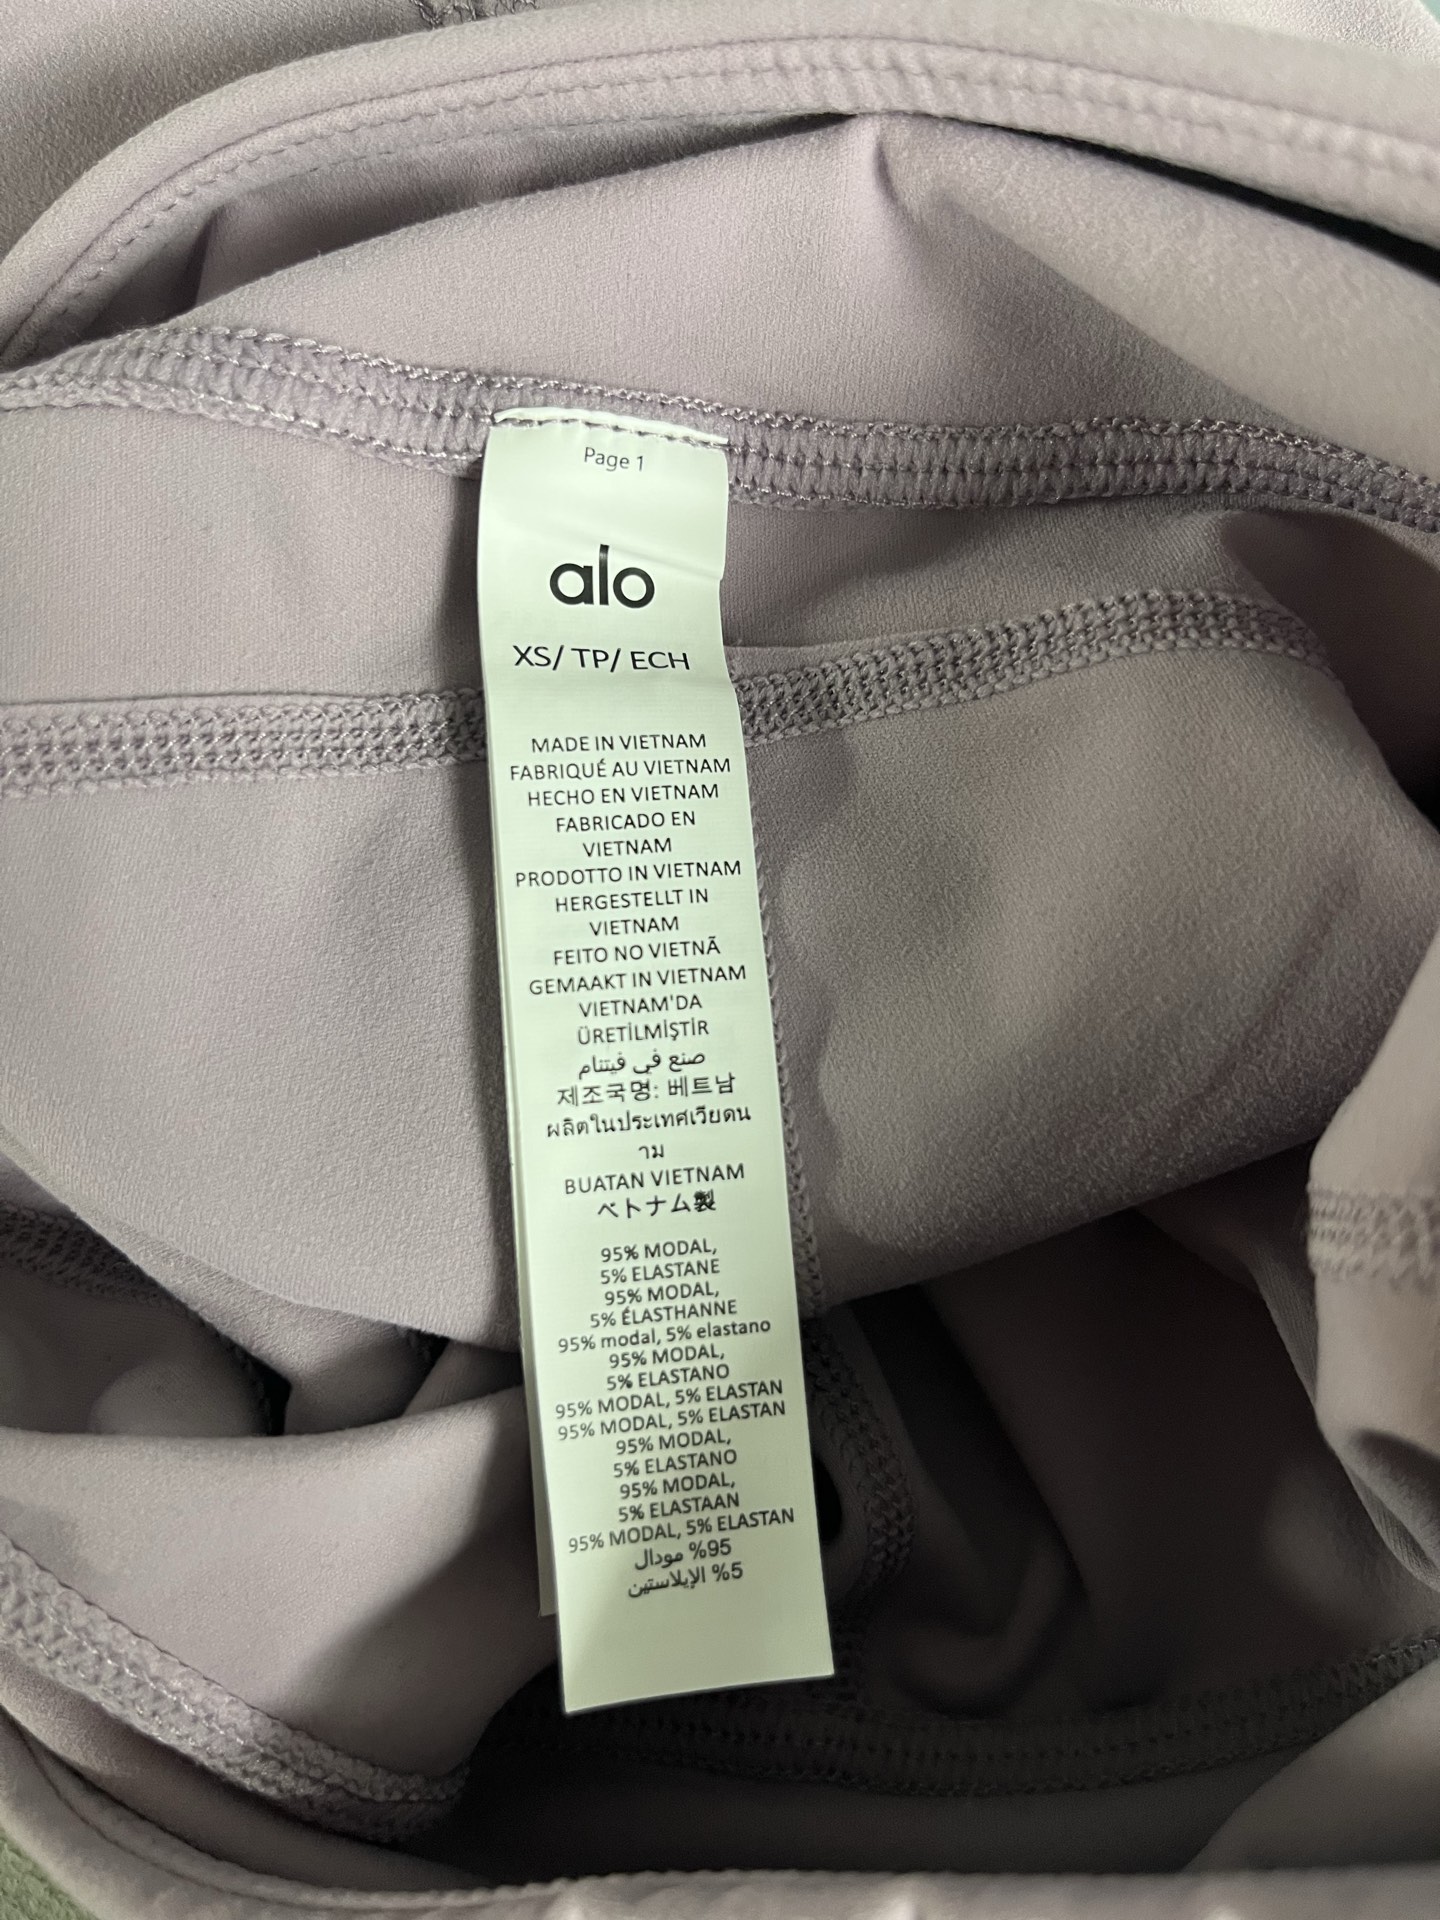 Page 1
alo
XS/ TP/ ECH
MADE IN VIETNAM
FABRIQUÉ AU VIETNAM
HECHO EN VIETNAM
FABRICADO EN
VIETNAM
PRODOTTO IN VIETNAM
HERGESTELLT IN
VIETNAM
FEITO NO VIETNÃ
GEMAAKT IN VIETNAM
VIETNAM'DA
ÜRETİLMİŞTİR
صنع في فيتنام
제조국명: 베트남
ผลิตในประเทศเวียดน
าม
BUATAN VIETNAM
ベトナム製
95% MODAL,
5% ELASTANE
95% MODAL,
5% ÉLASTHANNE
95% modal, 5% elastano
95% MODAL,
5% ELASTANO
95% MODAL, 5% ELASTAN
95% MODAL, 5% ELASTAN
95% MODAL,
5% ELASTANO
95% MODAL,
5% ELASTAAN
95% MODAL, 5% ELASTAN
95% مودال
5% الإيلاستين